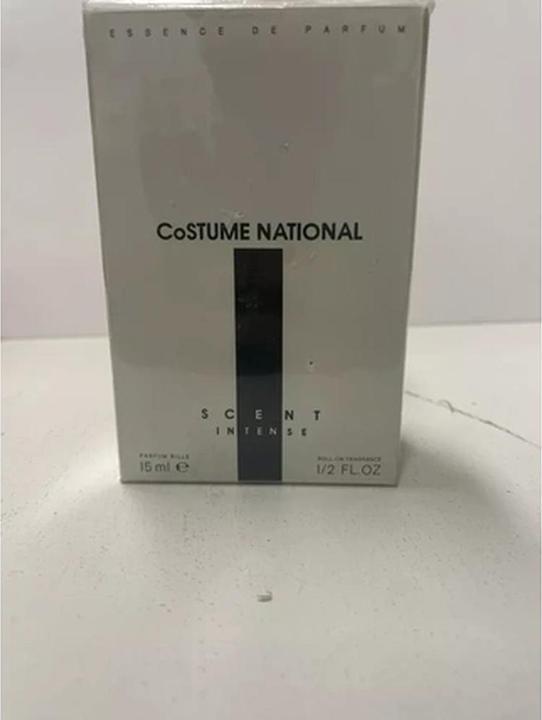 ESSENCE DE PARFUM
CoSTUME NATIONAL
SCENT
INTENSE
PARFUM BILLE
15 ml ℮
ROLL-ON FRAGRANCE
1/2 FL.OZ